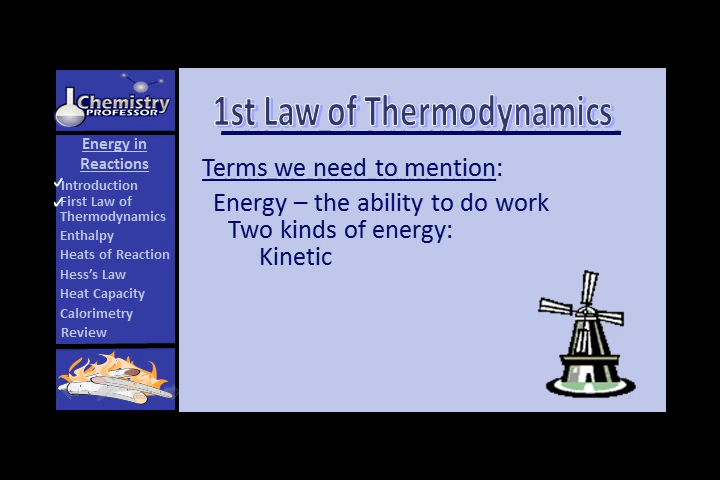 Chemistry
PROFESSOR
Energy in
Reactions
Introduction
First Law of
Thermodynamics
Enthalpy
Heats of Reaction
Hess’s Law
Heat Capacity
Calorimetry
Review
1st Law of Thermodynamics
Terms we need to mention:
Energy – the ability to do work
Two kinds of energy:
Kinetic